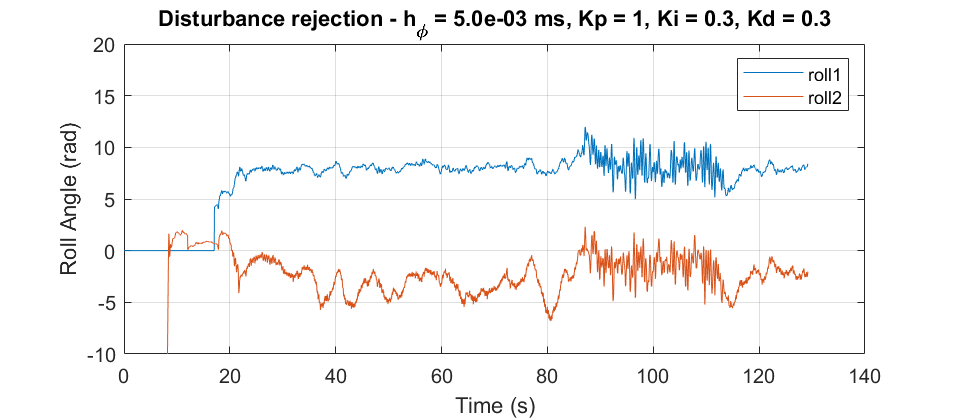 Disturbance rejection - hϕ = 5.0e-03 ms, Kp = 1, Ki = 0.3, Kd = 0.3
20
15
10
5
0
-5
-10
Roll Angle (rad)
roll1
roll2
0 20 40 60 80 100 120 140
Time (s)